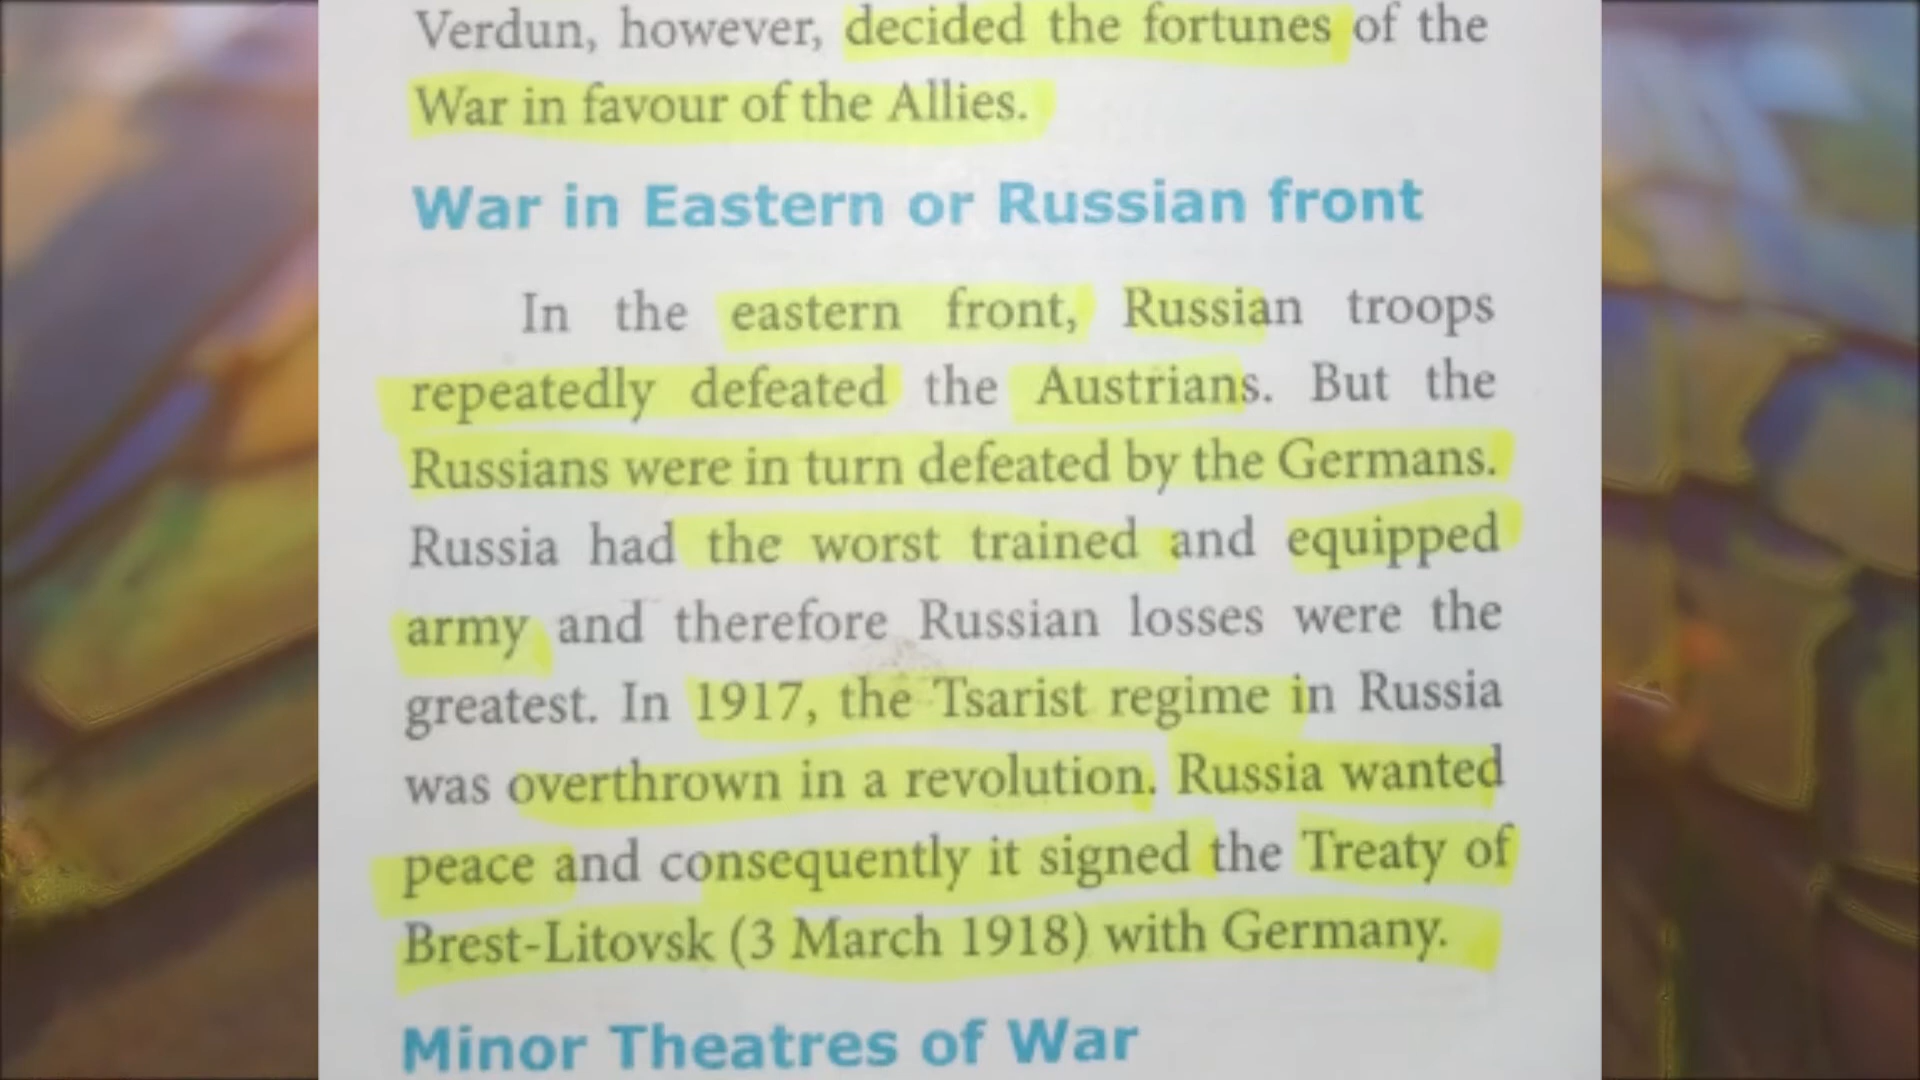 Verdun, however, decided the fortunes of the
War in favour of the Allies.
War in Eastern or Russian front
In the eastern front, Russian troops
repeatedly defeated the Austrians. But the
Russians were in turn defeated by the Germans.
Russia had the worst trained and equipped
army and therefore Russian losses were the
greatest. In 1917, the Tsarist regime in Russia
was overthrown in a revolution. Russia wanted
peace and consequently it signed the Treaty of
Brest-Litovsk (3 March 1918) with Germany.
Minor Theatres of War